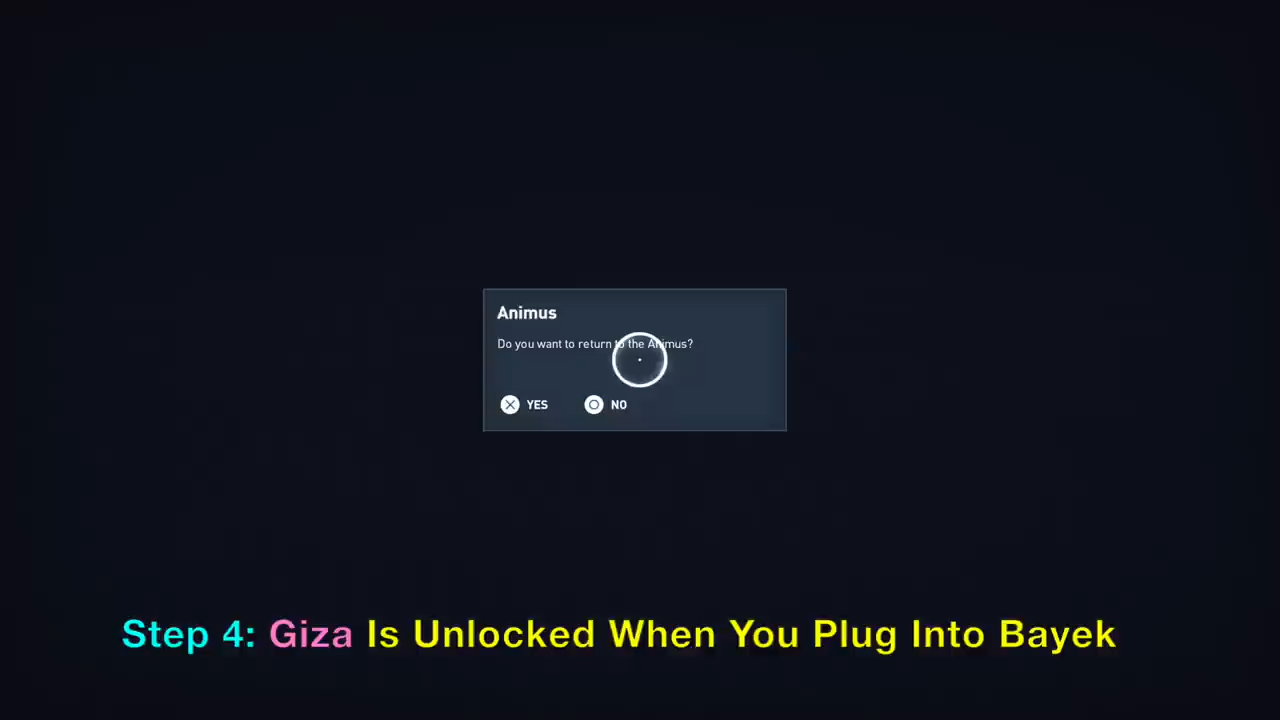 Animus
Do you want to return to the Animus?
YES NO
Step 4: Giza Is Unlocked When You Plug Into Bayek